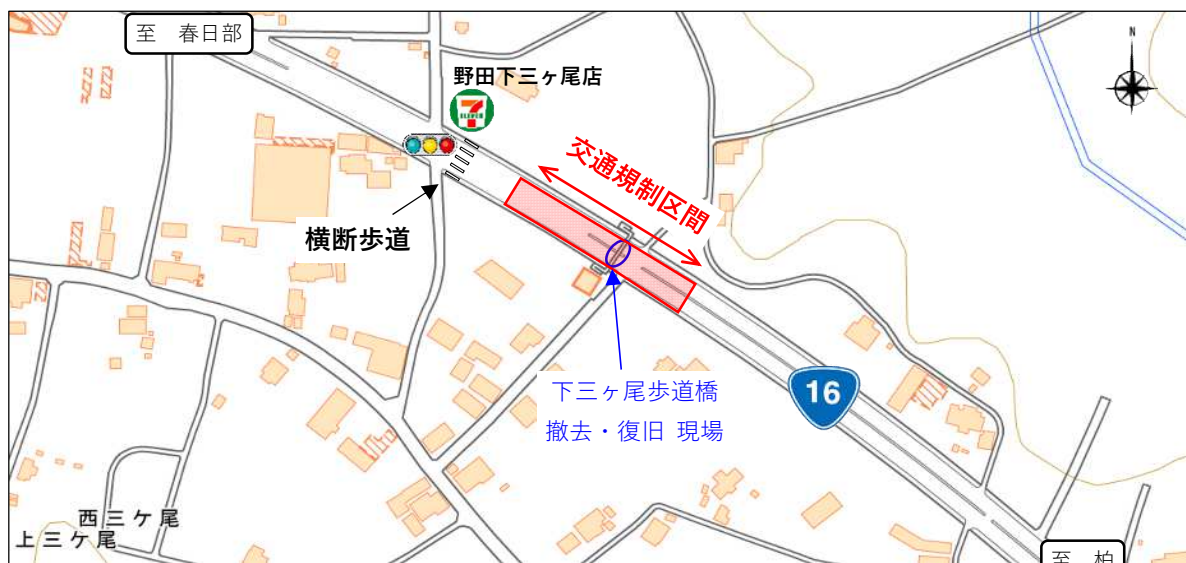 至 春日部
N
野田下三ヶ尾店
7
ELEVEN
交通規制区間
横断歩道
16
下三ヶ尾歩道橋
撤去・復旧 現場
西三ケ尾
上三ケ尾
至 柏